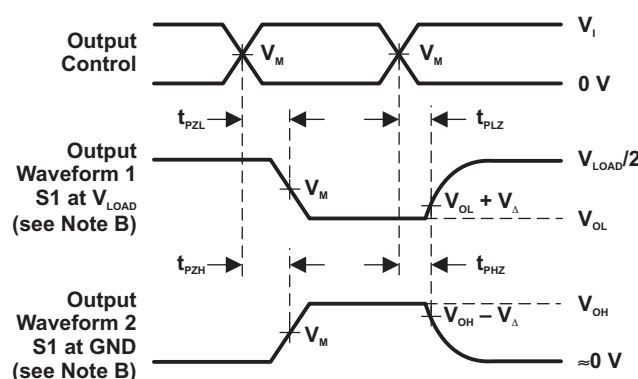 Output
Control
V_M
V_M
V_I
0 V
t_PZL
t_PLZ
Output
Waveform 1
S1 at V_LOAD
(see Note B)
V_M
V_OL + V_Δ
V_LOAD/2
V_OL
t_PZH
t_PHZ
Output
Waveform 2
S1 at GND
(see Note B)
V_M
V_OH – V_Δ
V_OH
≈0 V